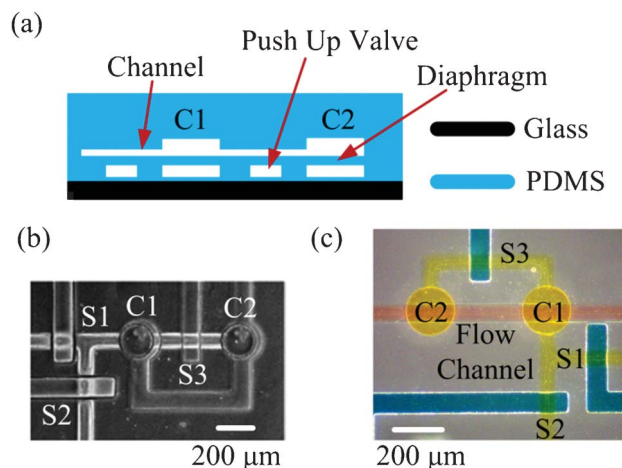 (a)
Push Up Valve
Channel
Diaphragm
C1
C2
Glass
PDMS
(b)
S1
C1
C2
S3
S2
200 μm
(c)
S3
C2
C1
Flow
Channel
S1
S2
200 μm